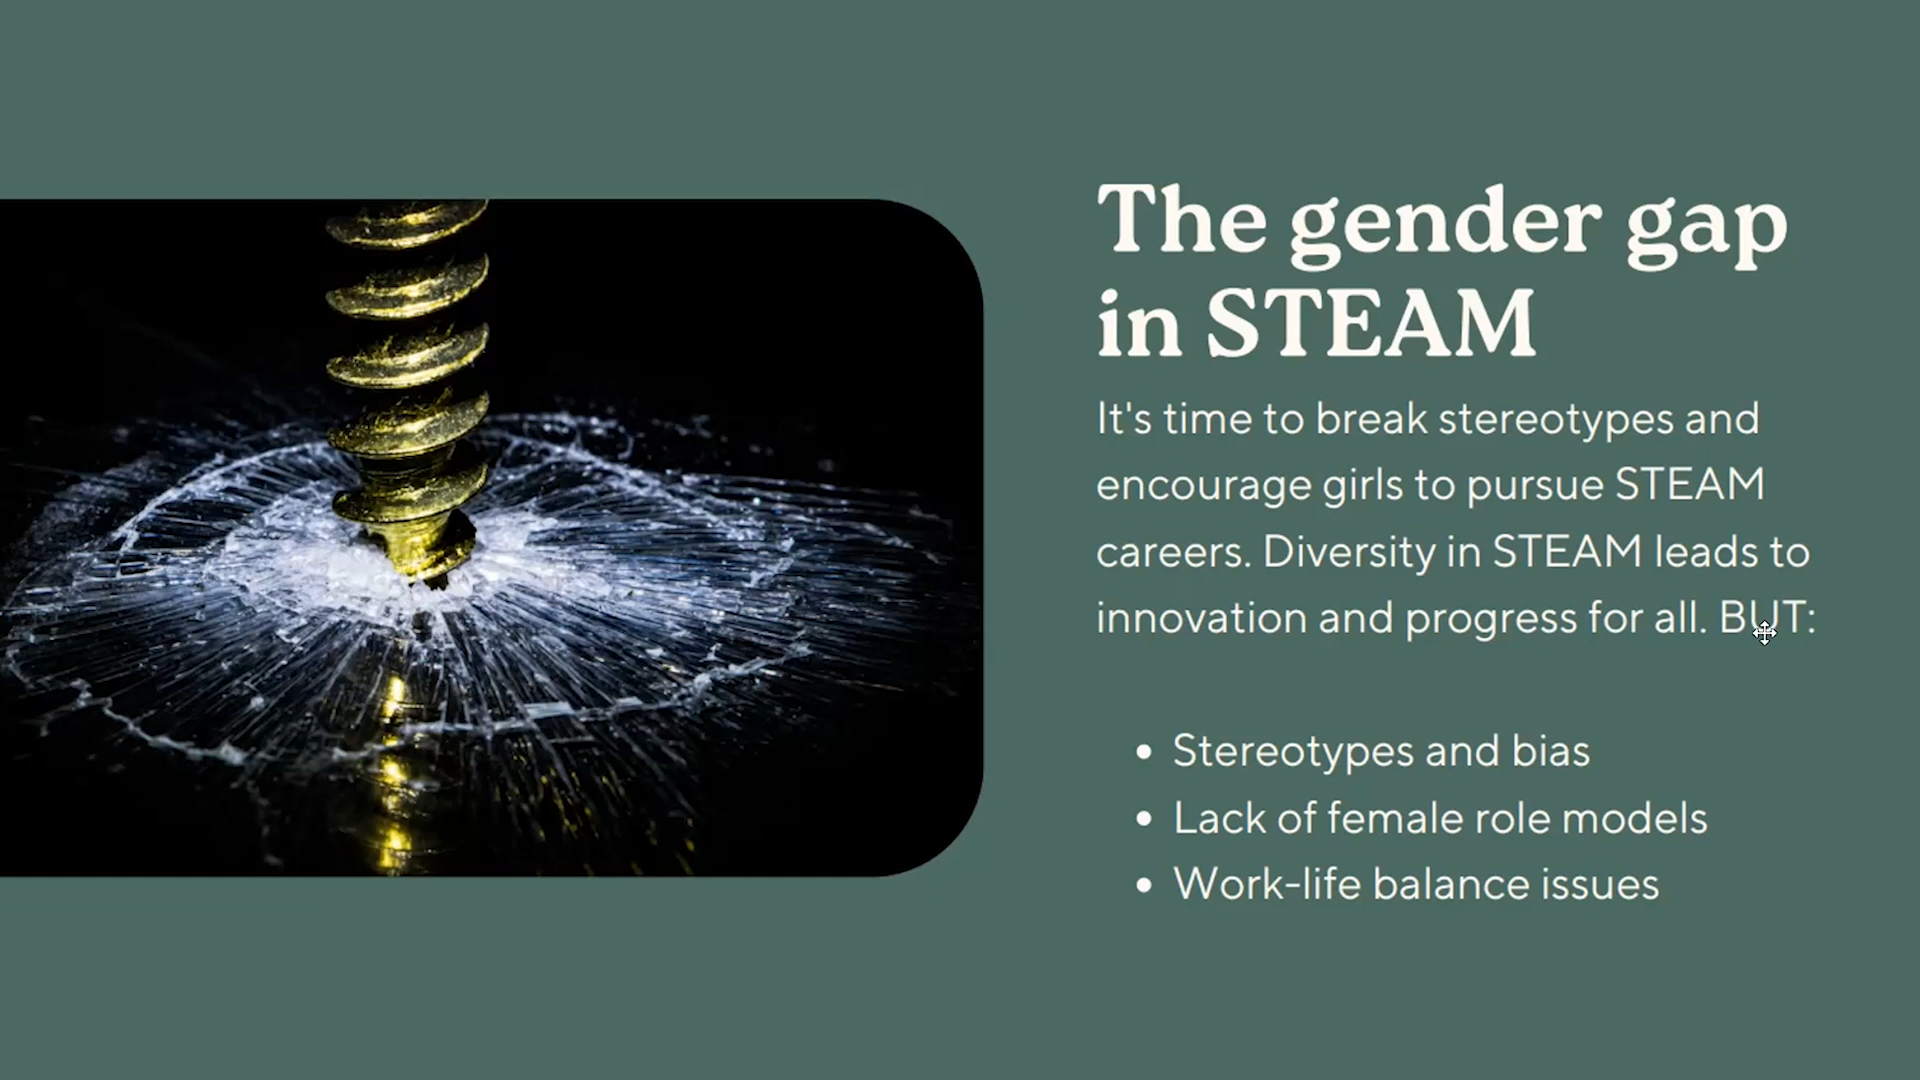 The gender gap
in STEAM
It's time to break stereotypes and
encourage girls to pursue STEAM
careers. Diversity in STEAM leads to
innovation and progress for all. BUT:
• Stereotypes and bias
• Lack of female role models
• Work-life balance issues